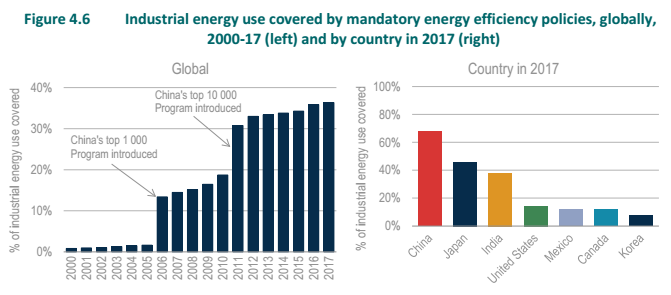 Figure 4.6 Industrial energy use covered by mandatory energy efficiency policies, globally,
2000-17 (left) and by country in 2017 (right)
Global
% of industrial energy use covered
40%
30%
20%
10%
0%
China's top 1 000
Program introduced
China's top 10 000
Program introduced
2000
2001
2002
2003
2004
2005
2006
2007
2008
2009
2010
2011
2012
2013
2014
2015
2016
2017
Country in 2017
% of industrial energy use covered
100%
80%
60%
40%
20%
0%
China
Japan
India
United States
Mexico
Canada
Korea